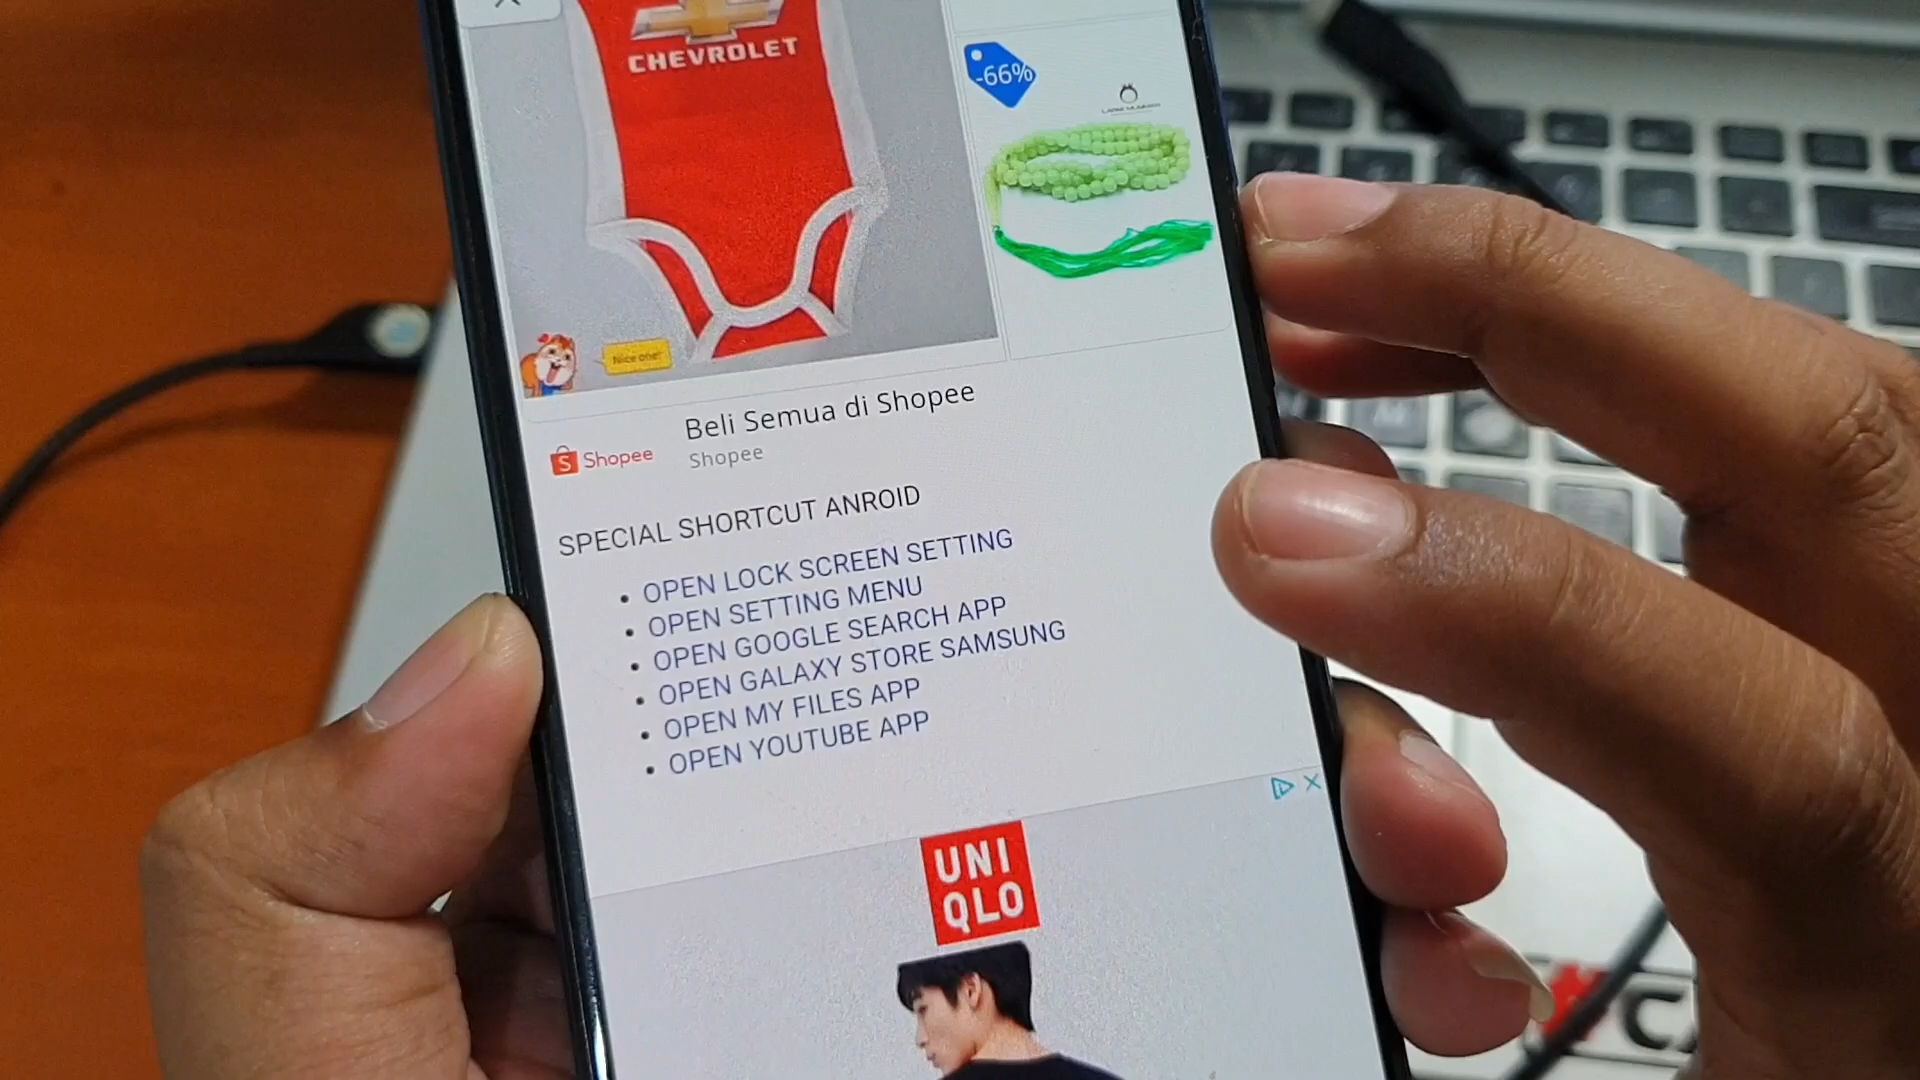 CHEVROLET
-66%
Nice one!
Beli Semua di Shopee
Shopee
Shopee
SPECIAL SHORTCUT ANROID
• OPEN LOCK SCREEN SETTING
• OPEN SETTING MENU
• OPEN GOOGLE SEARCH APP
• OPEN GALAXY STORE SAMSUNG
• OPEN MY FILES APP
• OPEN YOUTUBE APP
UNI
QLO